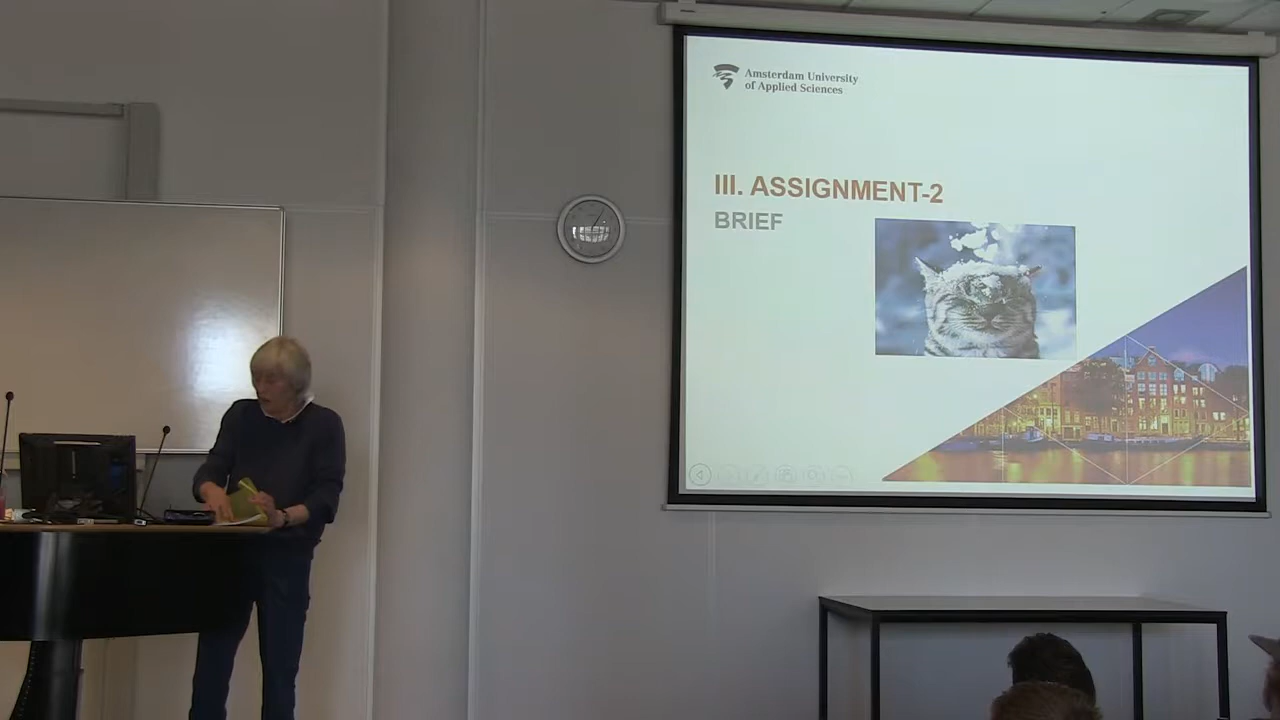 Amsterdam University
of Applied Sciences
III. ASSIGNMENT-2
BRIEF